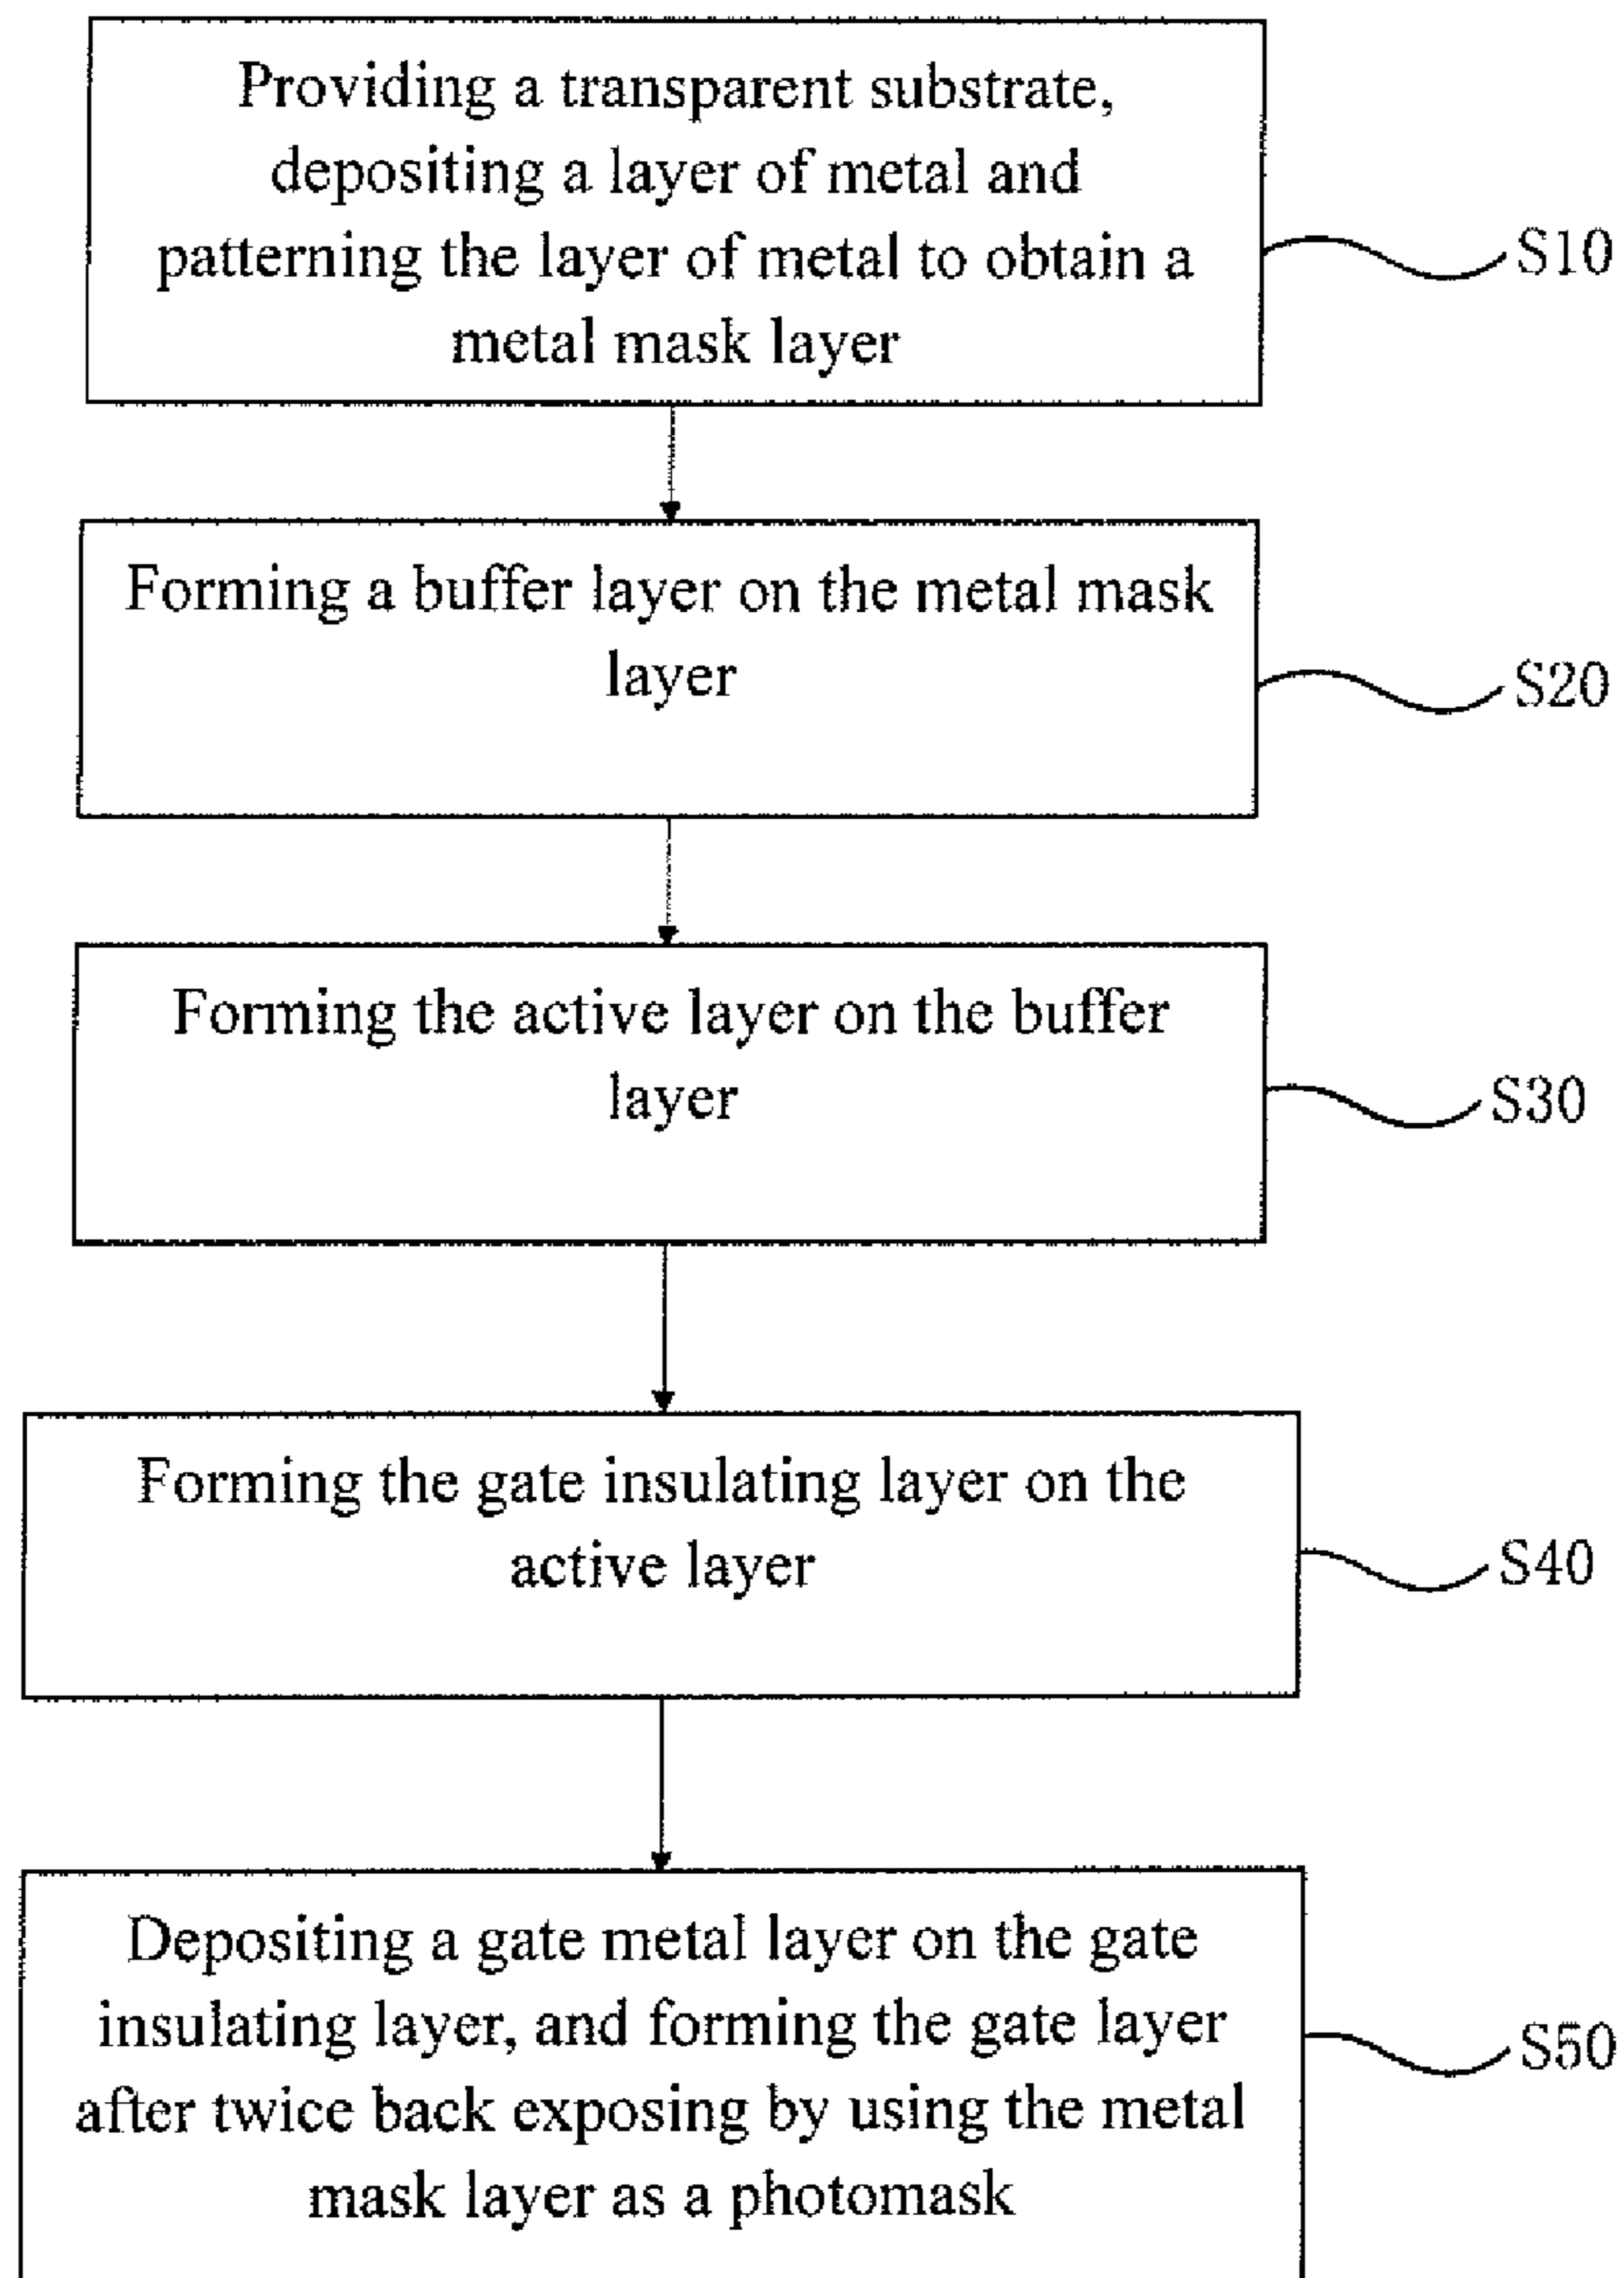 Providing a transparent substrate,
depositing a layer of metal and
patterning the layer of metal to obtain a
metal mask layer
S10
Forming a buffer layer on the metal mask
layer
S20
Forming the active layer on the buffer
layer
S30
Forming the gate insulating layer on the
active layer
S40
Depositing a gate metal layer on the gate
insulating layer, and forming the gate layer
after twice back exposing by using the metal
mask layer as a photomask
S50